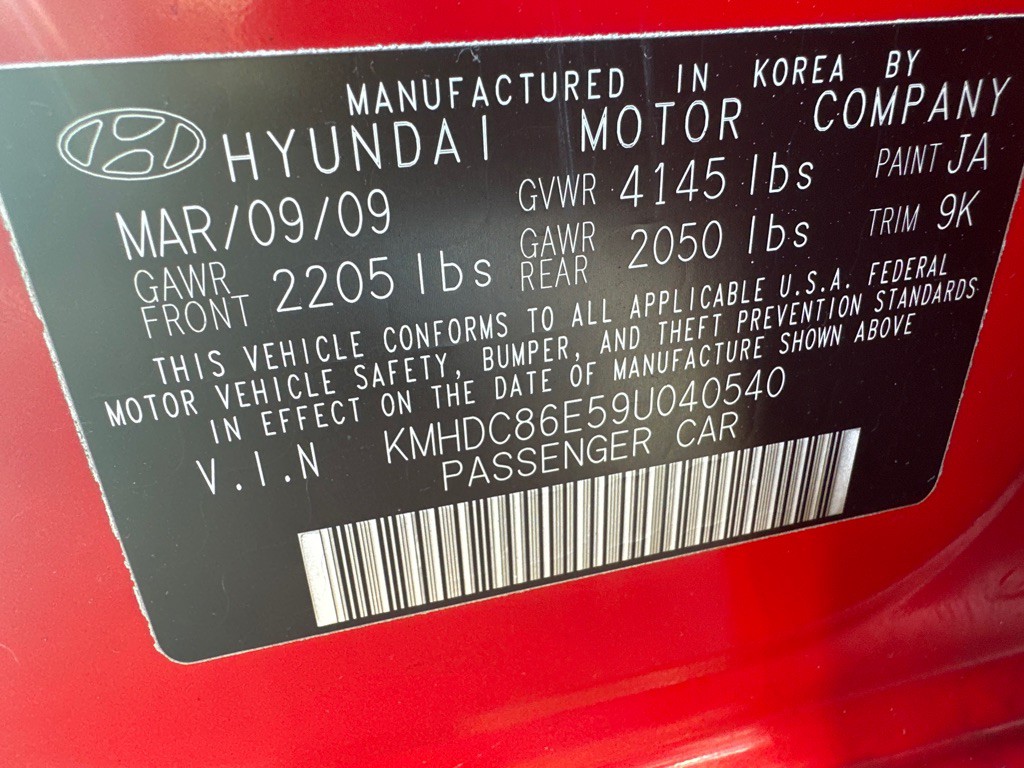 MANUFACTURED IN KOREA BY
HYUNDAI MOTOR COMPANY
MAR/09/09 GVWR 4145 lbs PAINT JA
GAWR FRONT 2205 lbs GAWR REAR 2050 lbs TRIM 9K
THIS VEHICLE CONFORMS TO ALL APPLICABLE U.S.A. FEDERAL
MOTOR VEHICLE SAFETY, BUMPER, AND THEFT PREVENTION STANDARDS
IN EFFECT ON THE DATE OF MANUFACTURE SHOWN ABOVE
V.I.N KMHDC86E59U040540
PASSENGER CAR